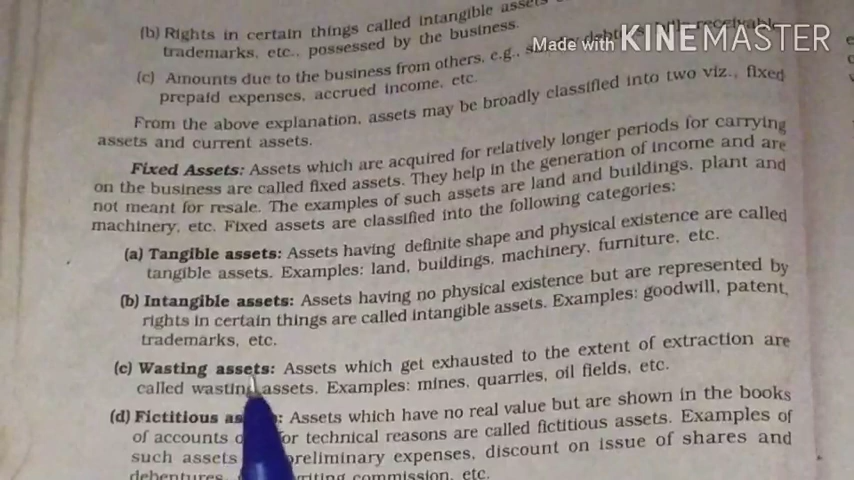 (b) Rights in certain things called intangible assets
trademarks, etc., possessed by the business.
Made with KINEMASTER
(c) Amounts due to the business from others, e.g., receivable
prepaid expenses, accrued income, etc.
From the above explanation, assets may be broadly classified into two viz., fixed
assets and current assets.
Fixed Assets: Assets which are acquired for relatively longer periods for carrying
on the business are called fixed assets. They help in the generation of income and are
not meant for resale. The examples of such assets are land and buildings, plant and
machinery, etc. Fixed assets are classified into the following categories:
(a) Tangible assets: Assets having definite shape and physical existence are called
tangible assets. Examples: land, buildings, machinery, furniture, etc.
(b) Intangible assets: Assets having no physical existence but are represented by
rights in certain things are called intangible assets. Examples: goodwill, patent,
trademarks, etc.
(c) Wasting assets: Assets which get exhausted to the extent of extraction are
called wasting assets. Examples: mines, quarries, oil fields, etc.
(d) Fictitious Assets which have no real value but are shown in the books
of accounts for technical reasons are called fictitious assets. Examples of
such assets preliminary expenses, discount on issue of shares and
debentures, commission, etc.